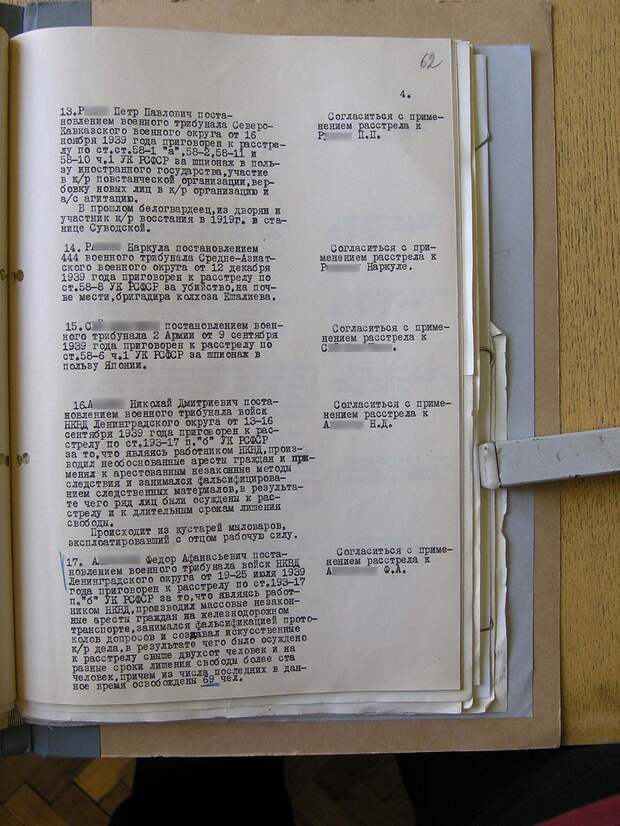 62
4.
13.Р Петр Павлович поста-
новлением военного трибунала Северо-
Кавказского военного округа от 16
ноября 1939 года приговорен к расстре-
лу по ст.ст.58-1 "а",58-2,58-11 и
58-10 ч.1 УК РСФСР за шпионаж в поль-
зу иностранного государства,участие
в к/р повстанческой организации,вер-
бовку новых лиц в к/р организацию и
а/с агитацию.
В прошлом белогвардеец,из дворян и
участник к/р восстания в 1919г. в ста-
нице Суводской.
Согласиться с приме-
нением расстрела к
Р П.П.
14. Р Наркула постановлением
444 военного трибунала Средне-Азиат-
ского военного округа от 12 декабря
1939 года приговорен к расстрелу по
ст.58-8 УК РСФСР за убийство,на поч-
ве мести,бригадира колхоза Ешалиева.
Согласиться с при-
менением расстрела к
Р Наркуле.
15. С постановлением воен-
ного трибунала 2 Армии от 9 сентября
1939 года приговорен к расстрелу по
ст.58-6 ч.1 УК РСФСР за шпионаж в
пользу Японии.
Согласиться с приме-
нением расстрела к
С .
16.А Николай Дмитриевич поста-
новлением военного трибунала войск
НКВД Ленинградского округа от 13-16
сентября 1939 года приговорен к рас-
стрелу по ст.193-17 п."б" УК РСФСР
за то,что являясь работником НКВД,произ-
водил необоснованные аресты граждан и при-
менял к арестованным незаконные методы
следствия и занимался фальсифицирова-
нием следственных материалов,в результа-
те чего ряд лиц были осуждены к рас-
стрелу и к длительным срокам лишения
свободы.
Происходит из кустарей мыловаров,
эксплоатировавший с отцом рабочую силу.
Согласиться с приме-
нением расстрела к
А Н.Д.
17. А Федор Афанасьевич поста-
новлением военного трибунала войск НКВД
Ленинградского округа от 19-25 июля 1939
года приговорен к расстрелу по ст.193-17
п."б" УК РСФСР за то,что являясь работ-
ником НКВД,производил массовые незакон-
ные аресты граждан на железнодорожном
транспорте,занимался фальсификацией прото-
колов допросов и создавал искусственные
к/р дела,в результате чего было осуждено
к расстрелу свыше двухсот человек и на
разные сроки лишения свободы более ста
человек,причем из числа последних в дан-
ное время освобождены 69 чел.
Согласиться с приме-
нением расстрела к
А Ф.А.